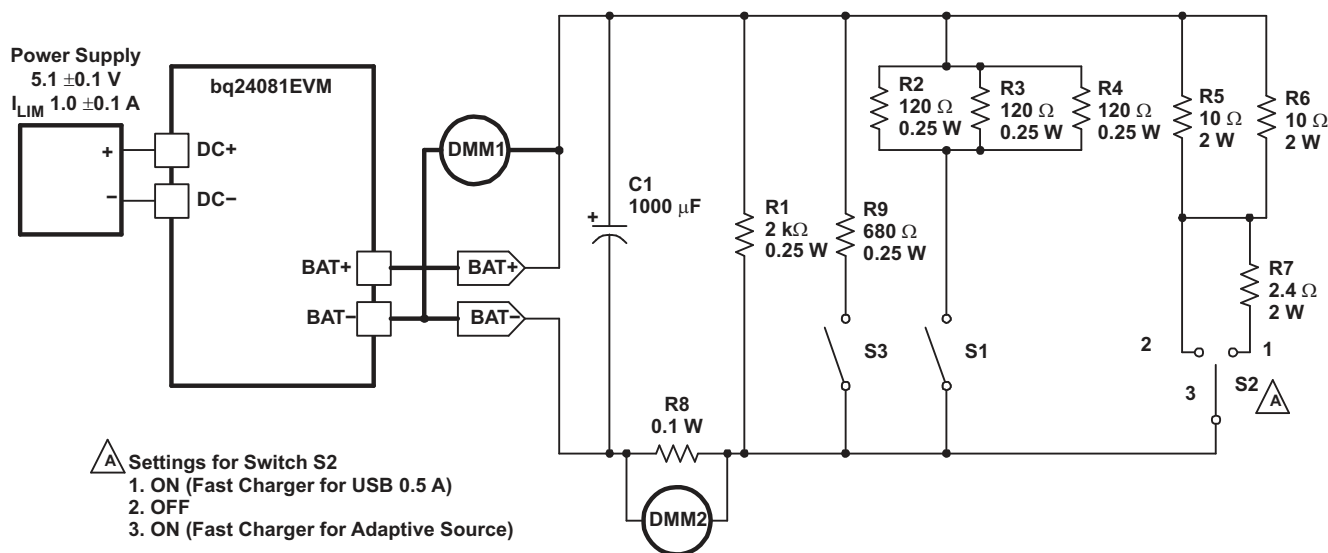 Power Supply
5.1 ±0.1 V
I_LIM 1.0 ±0.1 A
+
−
bq24081EVM
DC+
DC−
BAT+
BAT−
DMM1
BAT+
BAT−
C1
1000 μF
+
R1
2 kΩ
0.25 W
R9
680 Ω
0.25 W
R2
120 Ω
0.25 W
R3
120 Ω
0.25 W
R4
120 Ω
0.25 W
R5
10 Ω
2 W
R6
10 Ω
2 W
R7
2.4 Ω
2 W
S3
S1
2
1
3
S2
A
R8
0.1 W
DMM2
A Settings for Switch S2
1. ON (Fast Charger for USB 0.5 A)
2. OFF
3. ON (Fast Charger for Adaptive Source)